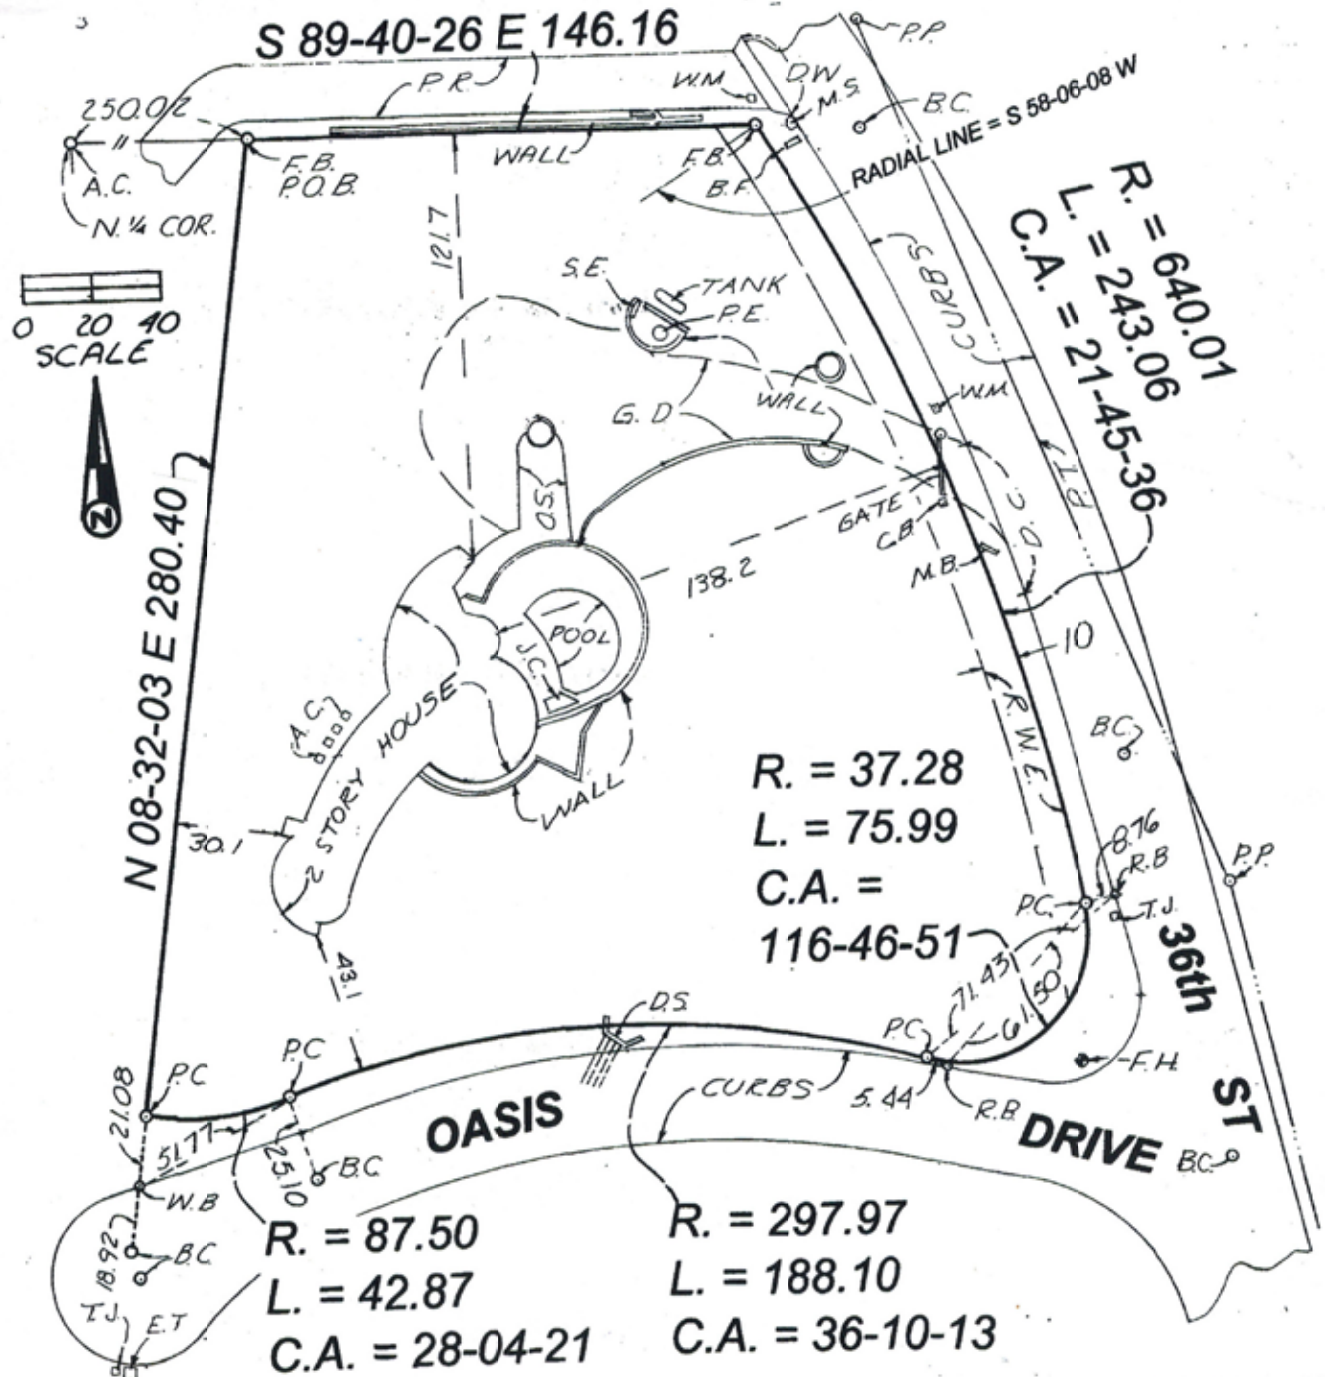 S 89-40-26 E 146.16
P.P.
P.R.
W.M
D.W
M.S.
B.C.
RADIAL LINE = S 58-06-08 W
250.02
F.B.
P.O.B.
WALL
F.B.
B.F.
A.C.
N. ¼ COR.
R. = 640.01
L. = 243.06
C.A. = 21-45-36
121.7
CURBS
S.E.
TANK
P.E.
0 20 40
SCALE
WALL
W.M
G.D
N
O.S.
GATE
C.B.
C.D.
138.2
M.B.
N 08-32-03 E 280.40
POOL
J.C.
10
A.C.
2 STORY HOUSE
R.W.E.
B.C.
WALL
R. = 37.28
L. = 75.99
C.A. =
116-46-51
30.1
8.76
R.B
P.P.
P.C.
T.J.
36th ST
43.1
71.43
61.50
D.S.
P.C.
F.H.
P.C
P.C
21.08
51.77
25.10
CURBS
5.44
R.B.
OASIS DRIVE
B.C
B.C.
W.B
18.92
B.C.
T.J.
E.T
R. = 87.50
L. = 42.87
C.A. = 28-04-21
R. = 297.97
L. = 188.10
C.A. = 36-10-13